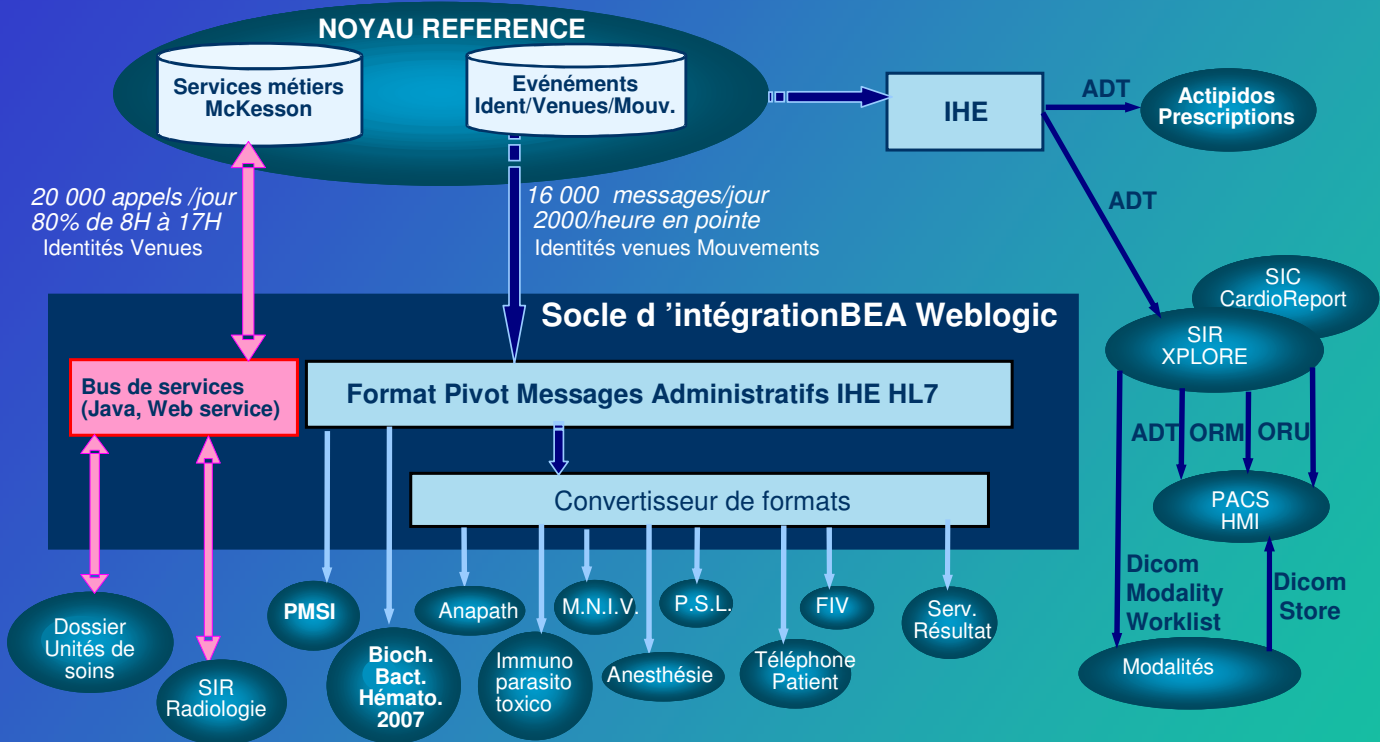 NOYAU REFERENCE
Services métiers
McKesson
Evénéments
Ident/Venues/Mouv.
IHE
ADT
Actipidos
Prescriptions
ADT
20 000 appels /jour
80% de 8H à 17H
Identités Venues
16 000 messages/jour
2000/heure en pointe
Identités venues Mouvements
SIC
CardioReport
SIR
XPLORE
Socle d 'intégrationBEA Weblogic
Bus de services
(Java, Web service)
Format Pivot Messages Administratifs IHE HL7
ADT
ORM
ORU
Convertisseur de formats
PACS
HMI
Dicom
Modality
Worklist
Dicom
Store
Modalités
Dossier
Unités de
soins
SIR
Radiologie
PMSI
Bioch.
Bact.
Hémato.
2007
Anapath
Immuno
parasito
toxico
M.N.I.V.
Anesthésie
P.S.L.
Téléphone
Patient
FIV
Serv.
Résultat